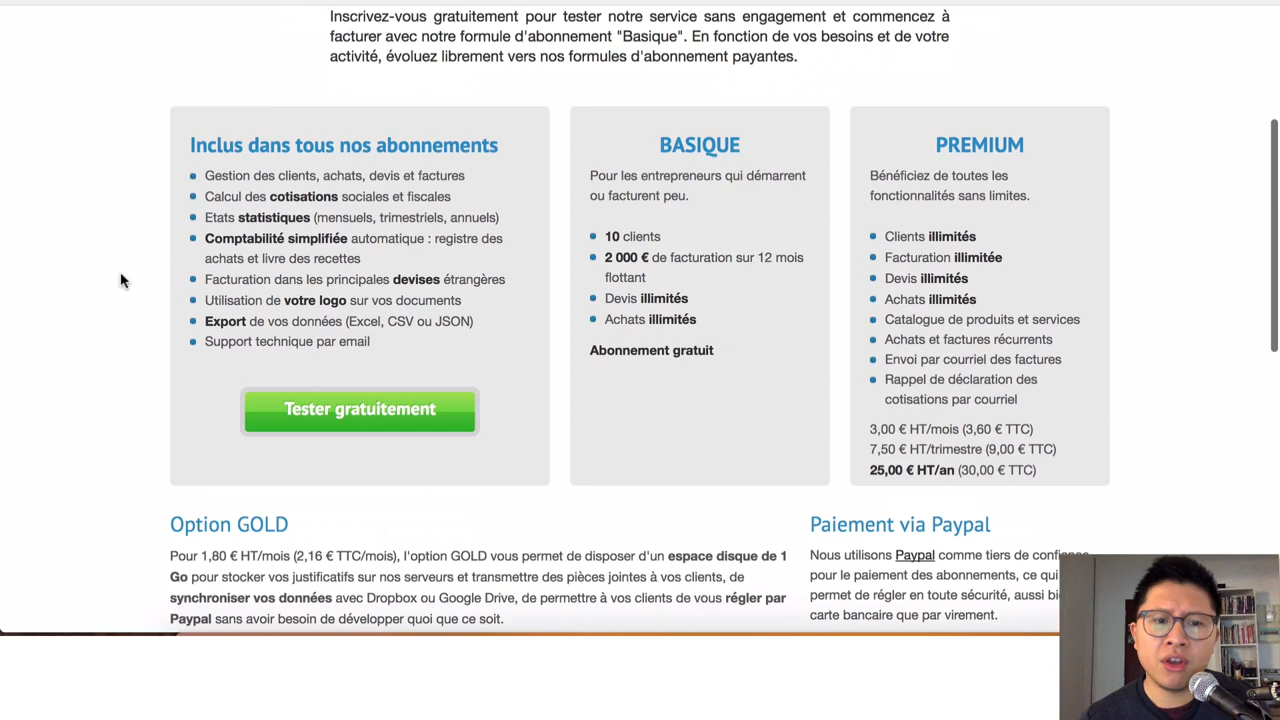 Inscrivez-vous gratuitement pour tester notre service sans engagement et commencez à
facturer avec notre formule d'abonnement "Basique". En fonction de vos besoins et de votre
activité, évoluez librement vers nos formules d'abonnement payantes.
Inclus dans tous nos abonnements
Gestion des clients, achats, devis et factures
Calcul des cotisations sociales et fiscales
Etats statistiques (mensuels, trimestriels, annuels)
Comptabilité simplifiée automatique : registre des
achats et livre des recettes
Facturation dans les principales devises étrangères
Utilisation de votre logo sur vos documents
Export de vos données (Excel, CSV ou JSON)
Support technique par email
Tester gratuitement
BASIQUE
Pour les entrepreneurs qui démarrent
ou facturent peu.
10 clients
2 000 € de facturation sur 12 mois
flottant
Devis illimités
Achats illimités
Abonnement gratuit
PREMIUM
Bénéficiez de toutes les
fonctionnalités sans limites.
Clients illimités
Facturation illimitée
Devis illimités
Achats illimités
Catalogue de produits et services
Achats et factures récurrents
Envoi par courriel des factures
Rappel de déclaration des
cotisations par courriel
3,00 € HT/mois (3,60 € TTC)
7,50 € HT/trimestre (9,00 € TTC)
25,00 € HT/an (30,00 € TTC)
Option GOLD
Pour 1,80 € HT/mois (2,16 € TTC/mois), l'option GOLD vous permet de disposer d'un espace disque de 1
Go pour stocker vos justificatifs sur nos serveurs et transmettre des pièces jointes à vos clients, de
synchroniser vos données avec Dropbox ou Google Drive, de permettre à vos clients de vous régler par
Paypal sans avoir besoin de développer quoi que ce soit.
Paiement via Paypal
Nous utilisons Paypal comme tiers de
pour le paiement des abonnements, ce qui
permet de régler en toute sécurité, aussi
carte bancaire que par virement.